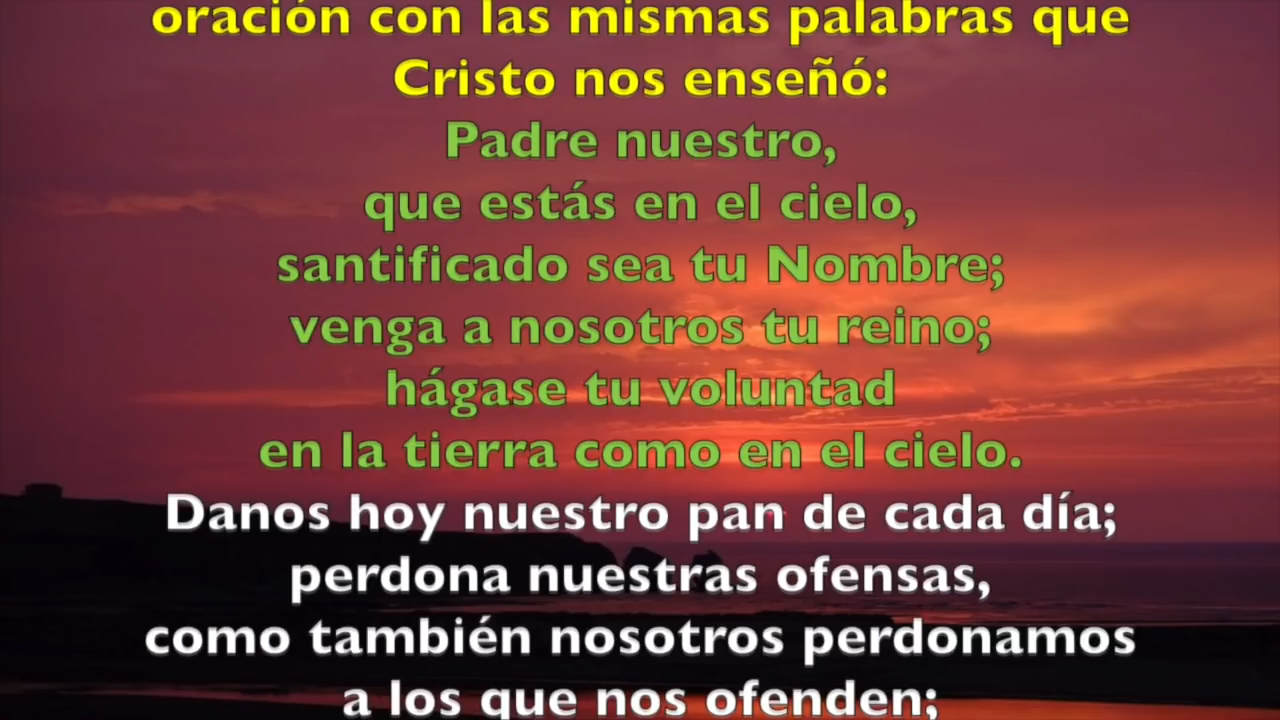 oración con las mismas palabras que
Cristo nos enseñó:
Padre nuestro,
que estás en el cielo,
santificado sea tu Nombre;
venga a nosotros tu reino;
hágase tu voluntad
en la tierra como en el cielo.
Danos hoy nuestro pan de cada día;
perdona nuestras ofensas,
como también nosotros perdonamos
a los que nos ofenden;